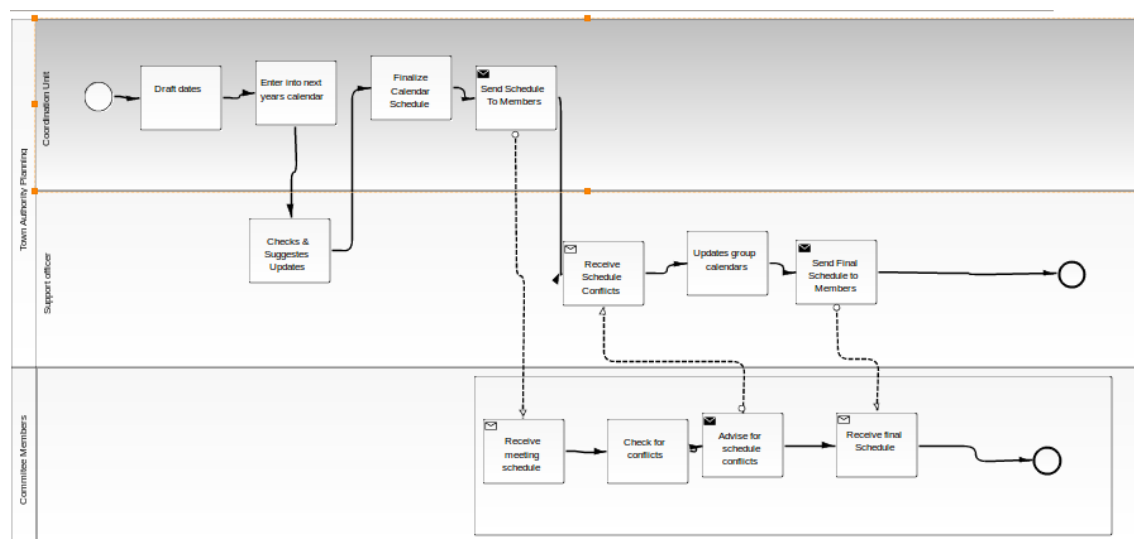 Town Authority Planning
Coordination Unit
Draft dates
Enter into next
years calendar
Finalize
Calendar
Schedule
Send Schedule
To Members
Support officer
Checks &
Suggestes
Updates
Receive
Schedule
Conflicts
Updates group
calendars
Send Final
Schedule to
Members
Commitee Members
Receive
meeting
schedule
Check for
conflicts
Advise for
schedule
conflicts
Receive final
Schedule